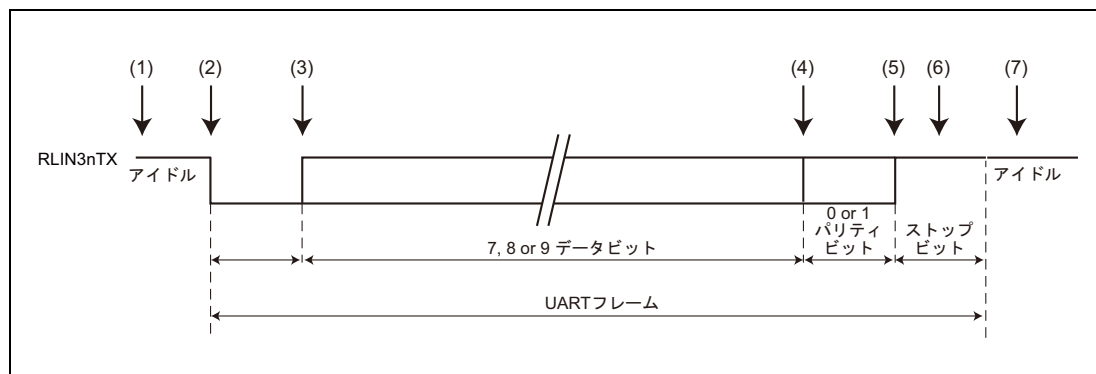 (1)
(2)
(3)
(4)
(5)
(6)
(7)
RLIN3nTX
アイドル
アイドル
7, 8 or 9 データビット
0 or 1
パリティ
ビット
ストップ
ビット
UARTフレーム